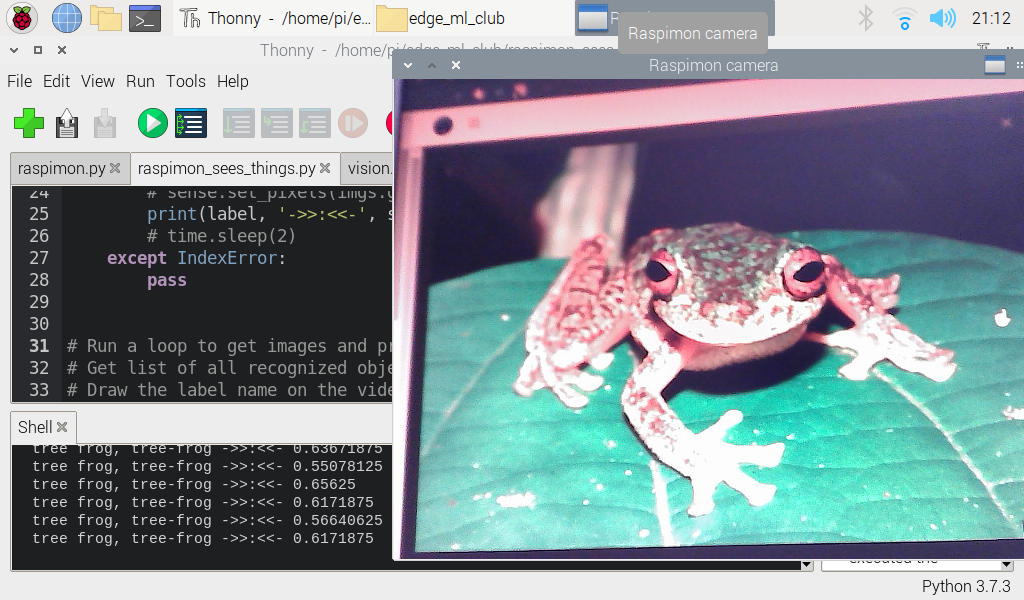 Thonny - /home/pi/e...
edge_ml_club
21:12
Raspimon camera
Thonny - /home/pi/edge_ml_club/raspimon_sees
Raspimon camera
File Edit View Run Tools Help
raspimon.py
raspimon_sees_things.py
vision.
24 # sense.set_pixels(imgs.
25 print(label, '->>:<<-', s
26 # time.sleep(2)
27 except IndexError:
28 pass
29
30
31 # Run a loop to get images and pr
32 # Get list of all recognized obje
33 # Draw the label name on the vide
Shell
tree frog, tree-frog ->>:<<- 0.63671875
tree frog, tree-frog ->>:<<- 0.55078125
tree frog, tree-frog ->>:<<- 0.65625
tree frog, tree-frog ->>:<<- 0.6171875
tree frog, tree-frog ->>:<<- 0.56640625
tree frog, tree-frog ->>:<<- 0.6171875
executed the
Python 3.7.3